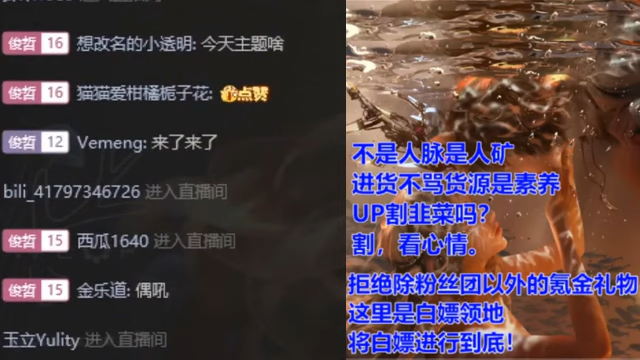 俊哲 16 想改名的小透明: 今天主题啥
俊哲 16 猫猫爱柑橘栀子花: 点赞
俊哲 12 Vemeng: 来了来了
bili_41797346726 进入直播间
俊哲 15 西瓜1640 进入直播间
俊哲 15 金乐道: 偶吼
玉立Yulity 进入直播间
不是人脉是人矿
进货不骂货源是素养
UP割韭菜吗?
割，看心情。
拒绝除粉丝团以外的氪金礼物
这里是白嫖领地
将白嫖进行到底!